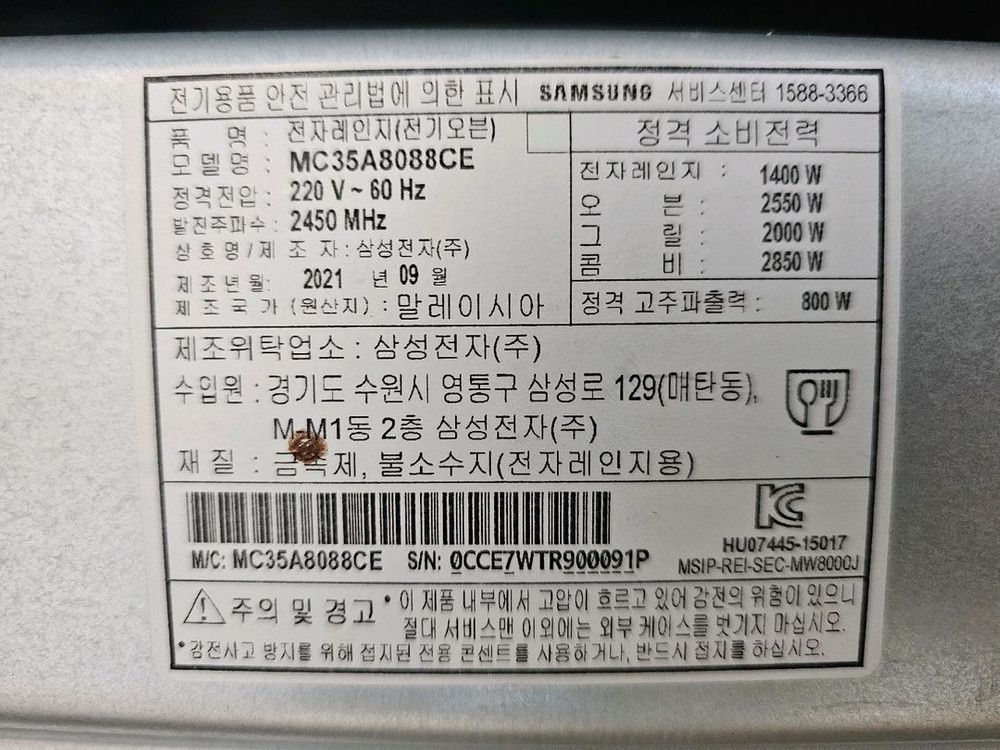 전기용품 안전 관리법에 의한 표시 SAMSUNG 서비스센터 1588-3366
품 명 : 전자레인지(전기오븐)
모 델 명 : MC35A8088CE
정격전압 : 220 V ~ 60 Hz
발진주파수 : 2450 MHz
상 호 명 / 제 조 자 : 삼성전자(주)
제 조 년 월: 2021 년 09 월
제 조 국 가 (원산지) : 말레이시아
정격 소비전력
전자레인지 : 1400 W
오 븐 : 2550 W
그 릴 : 2000 W
콤 비 : 2850 W
정격 고주파출력 : 800 W
제조위탁업소 : 삼성전자(주)
수입원 : 경기도 수원시 영통구 삼성로 129(매탄동),
M-M1동 2층 삼성전자(주)
재 질 : 금속제, 불소수지(전자레인지용)
M/C: MC35A8088CE S/N: 0CCE7WTR900091P
KC
HU07445-15017
MSIP-REI-SEC-MW8000J
주의 및 경고 * 이 제품 내부에서 고압이 흐르고 있어 감전의 위험이 있으니
절대 서비스맨 이외에는 외부 케이스를 벗기지 마십시오.
*감전사고 방지를 위해 접지된 전용 콘센트를 사용하거나, 반드시 접지를 하십시오.